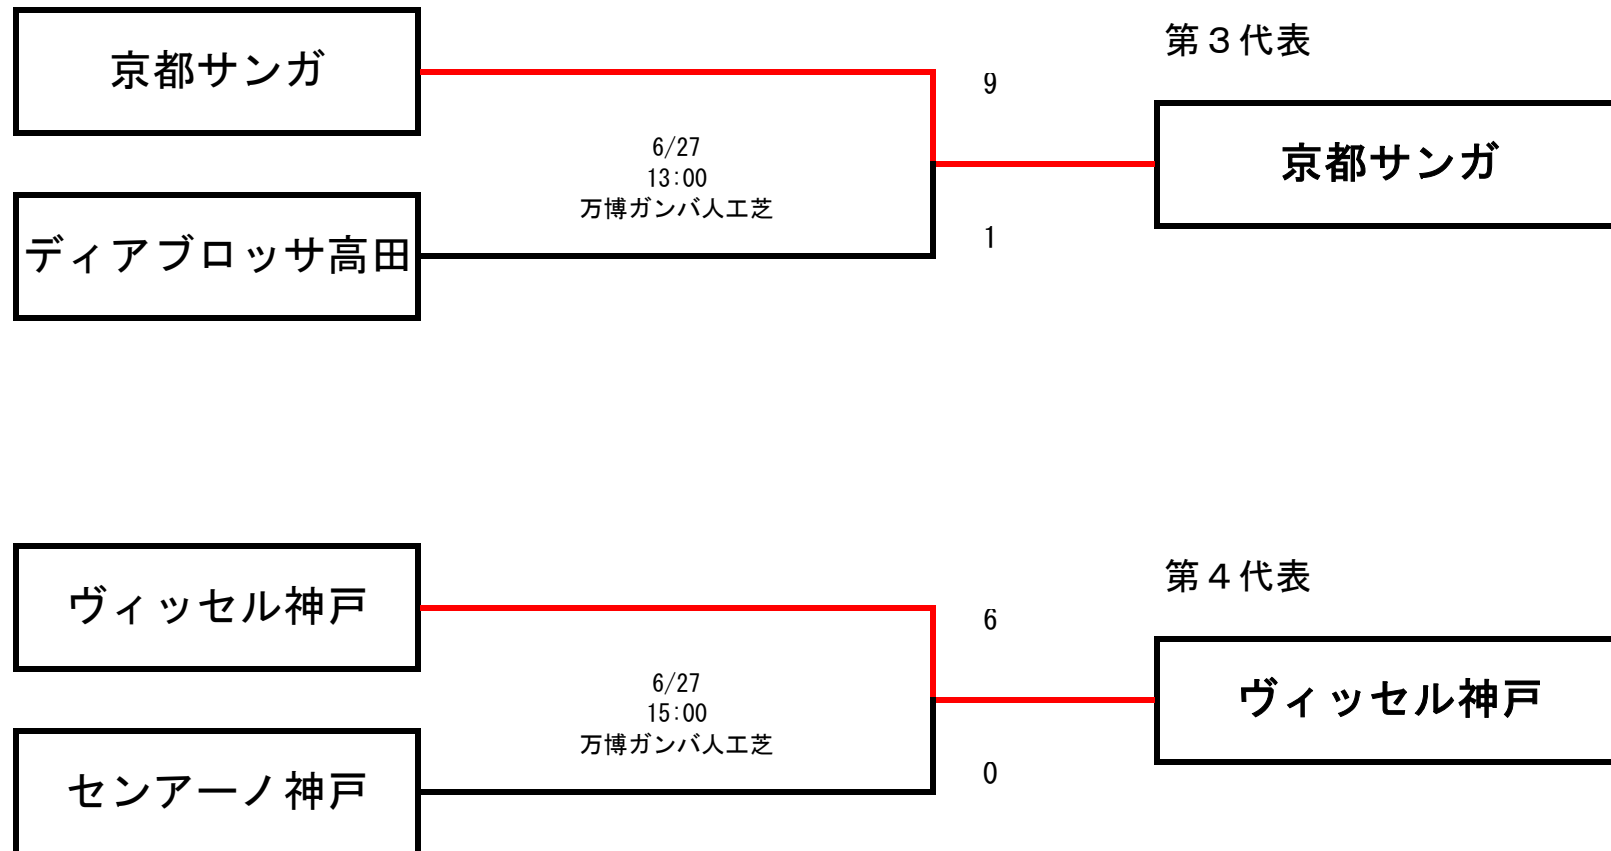 京都サンガ
第３代表
9
6/27
13:00
万博ガンバ人工芝
京都サンガ
ディアブロッサ高田
1
ヴィッセル神戸
第４代表
6
6/27
15:00
万博ガンバ人工芝
ヴィッセル神戸
センアーノ神戸
0